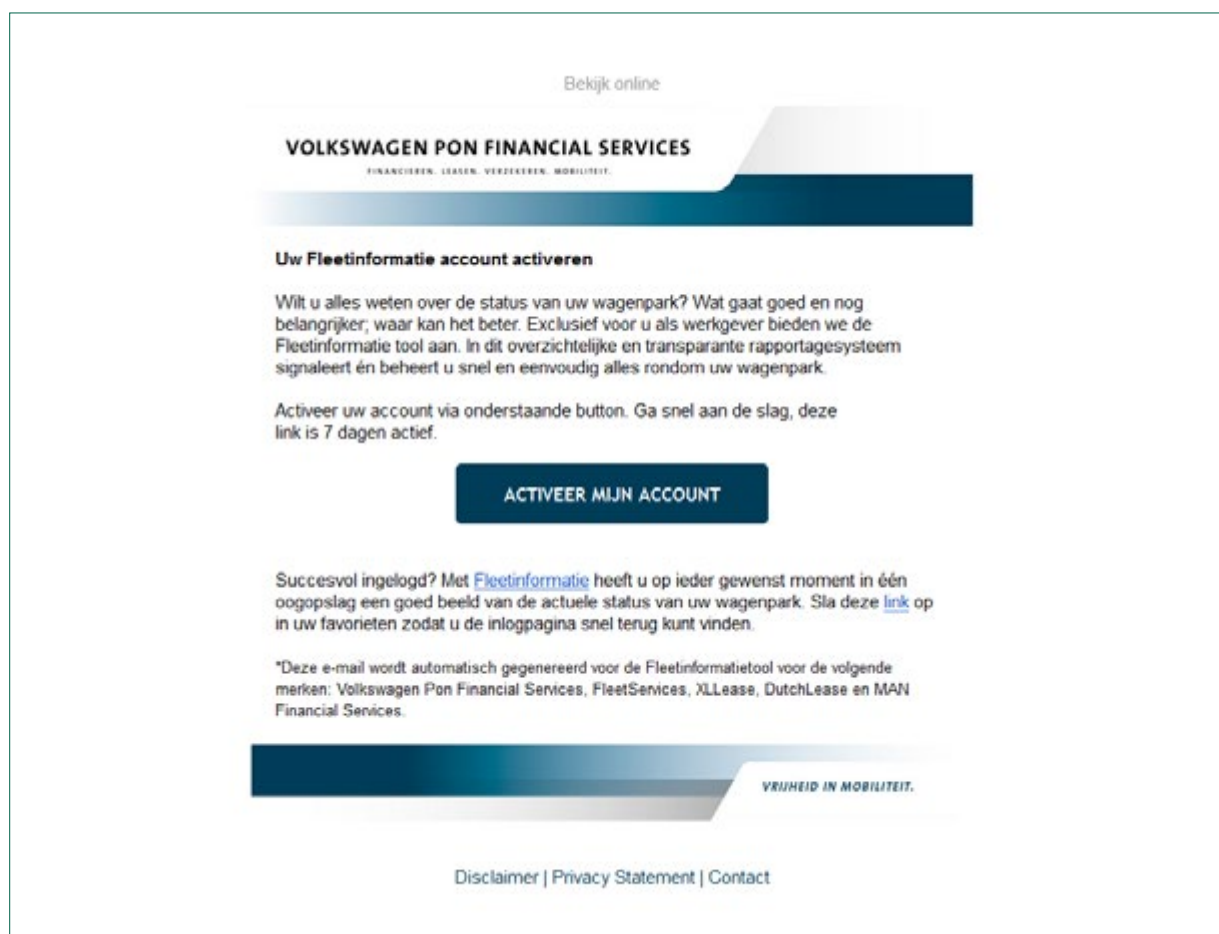 Bekijk online
VOLKSWAGEN PON FINANCIAL SERVICES
FINANCIEREN. LEASEN. VERZEKEREN. MOBILITEIT.
Uw Fleetinformatie account activeren
Wilt u alles weten over de status van uw wagenpark? Wat gaat goed en nog
belangrijker; waar kan het beter. Exclusief voor u als werkgever bieden we de
Fleetinformatie tool aan. In dit overzichtelijke en transparante rapportagesysteem
signaleert én beheert u snel en eenvoudig alles rondom uw wagenpark.
Activeer uw account via onderstaande button. Ga snel aan de slag, deze
link is 7 dagen actief.
ACTIVEER MIJN ACCOUNT
Succesvol ingelogd? Met Fleetinformatie heeft u op ieder gewenst moment in één
oogopslag een goed beeld van de actuele status van uw wagenpark. Sla deze link op
in uw favorieten zodat u de inlogpagina snel terug kunt vinden.
*Deze e-mail wordt automatisch gegenereerd voor de Fleetinformatietool voor de volgende
merken: Volkswagen Pon Financial Services, FleetServices, XLLease, DutchLease en MAN
Financial Services.
VRIJHEID IN MOBILITEIT.
Disclaimer | Privacy Statement | Contact